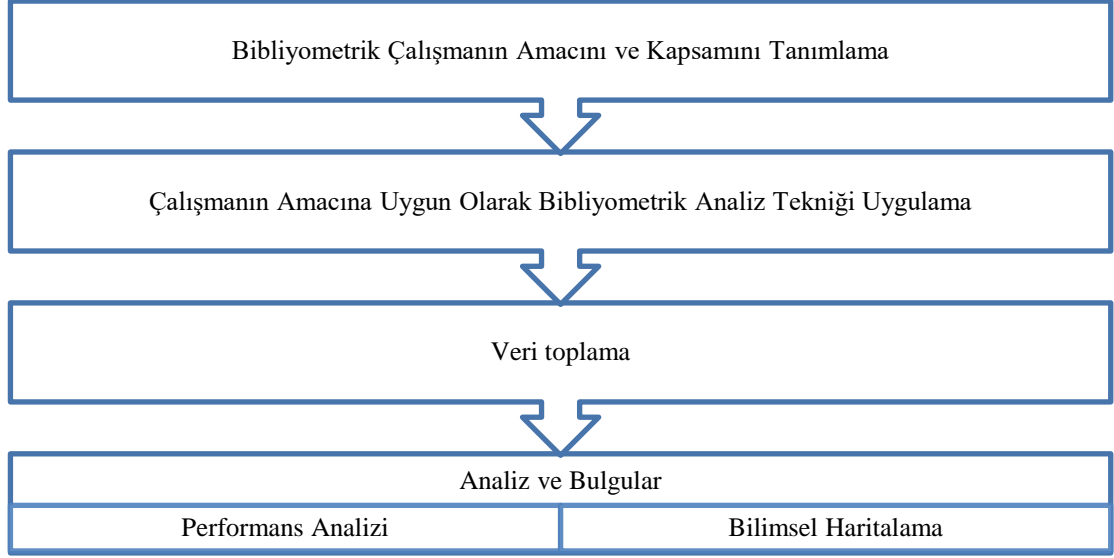 Bibliyometrik Çalışmanın Amacını ve Kapsamını Tanımlama
Çalışmanın Amacına Uygun Olarak Bibliyometrik Analiz Tekniği Uygulama
Veri toplama
Analiz ve Bulgular
Performans Analizi
Bilimsel Haritalama